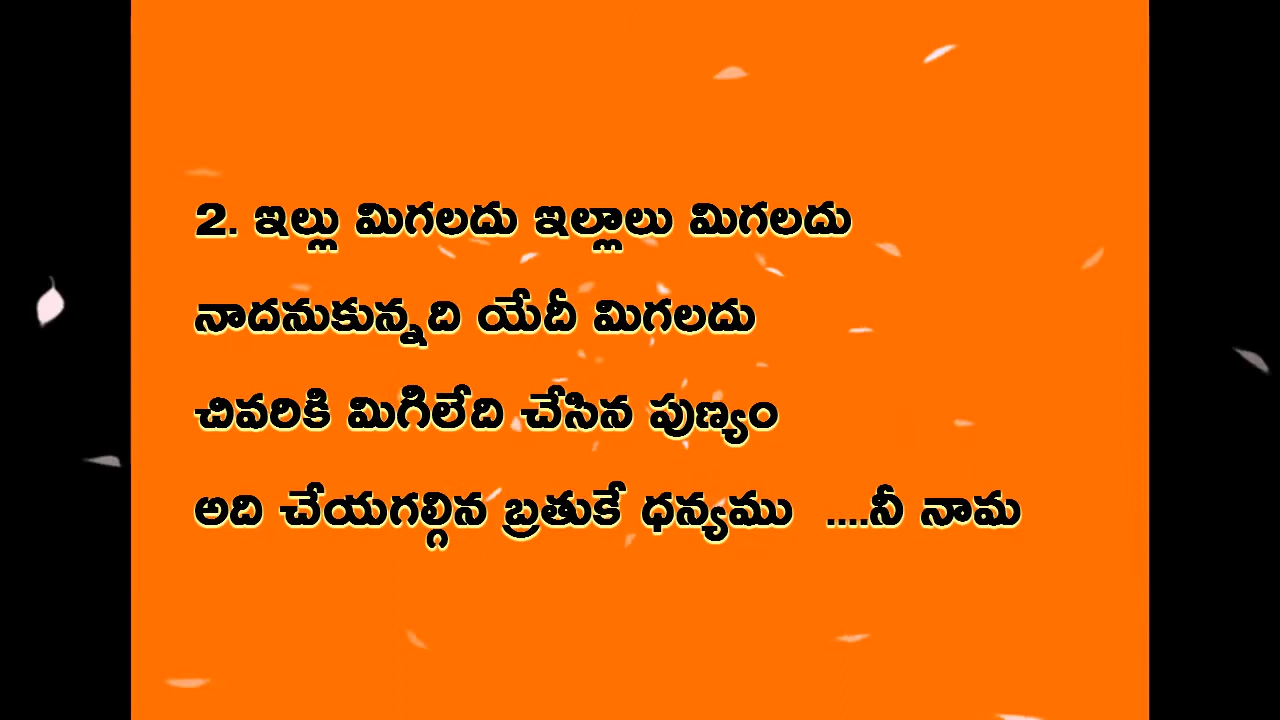 2. ఇల్లు మిగలదు ఇల్లాలు మిగలదు
నాదనుకున్నది యేదీ మిగలదు
చివరికి మిగిలేది చేసిన పుణ్యం
అది చేయగల్గిన బ్రతుకే ధన్యము ....నీ నామ